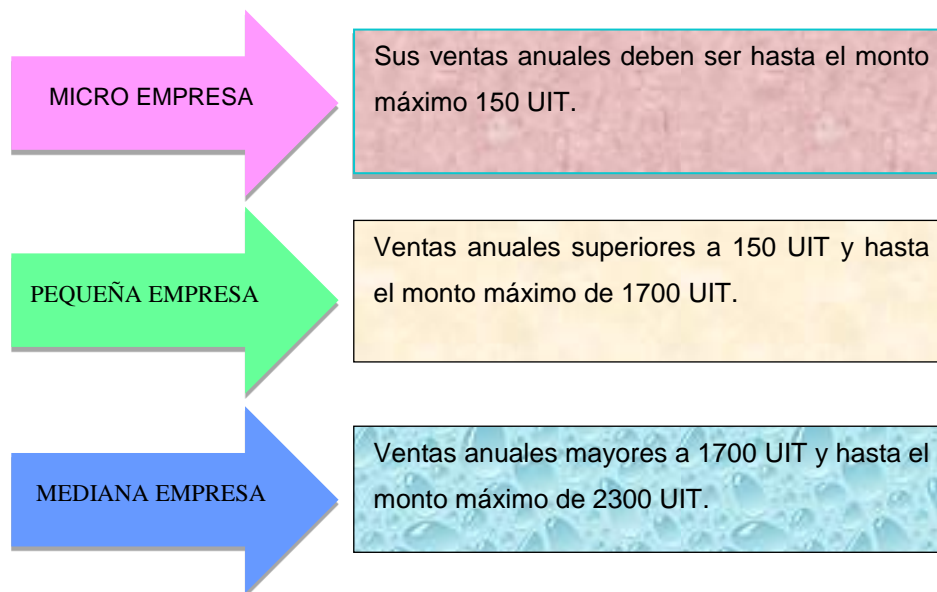 MICRO EMPRESA
Sus ventas anuales deben ser hasta el monto
máximo 150 UIT.
PEQUEÑA EMPRESA
Ventas anuales superiores a 150 UIT y hasta
el monto máximo de 1700 UIT.
MEDIANA EMPRESA
Ventas anuales mayores a 1700 UIT y hasta el
monto máximo de 2300 UIT.